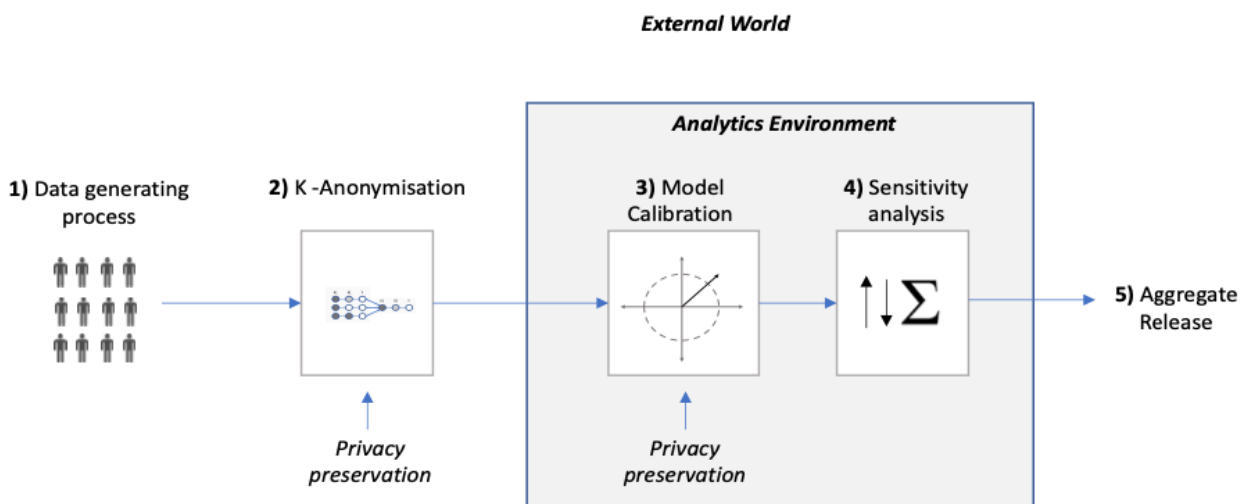 External World
Analytics Environment
1) Data generating
process
2) K -Anonymisation
3) Model
Calibration
4) Sensitivity
analysis
Σ
5) Aggregate
Release
Privacy
preservation
Privacy
preservation